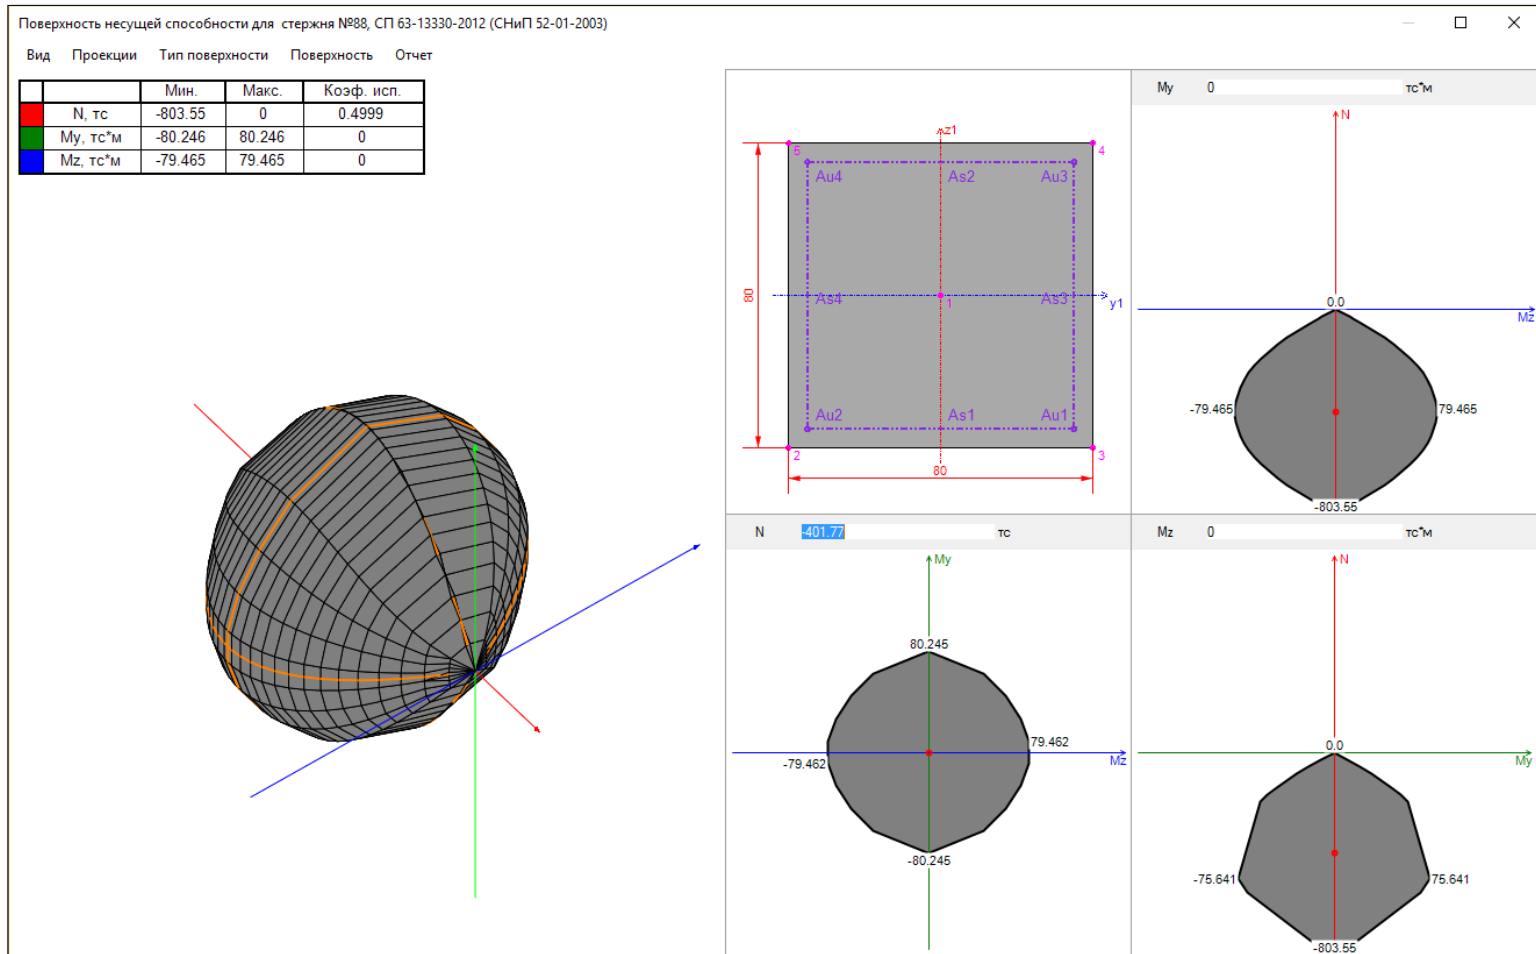 Поверхность несущей способности для стержня №88, СП 63-13330-2012 (СНиП 52-01-2003)
Вид Проекции Тип поверхности Поверхность Отчет
Мин. Макс. Коэф. исп.
N, тс -803.55 0 0.4999
My, тс*м -80.246 80.246 0
Mz, тс*м -79.465 79.465 0
z1
5 4
Au4 As2 Au3
80
As4 1 As3 y1
Au2 As1 Au1
2 3
80
My 0 тс*м
N
0.0
Mz
-79.465 79.465
-803.55
N -401.77 тс
My
80.245
79.462
-79.462 Mz
-80.245
Mz 0 тс*м
N
0.0
My
-75.641 75.641
-803.55